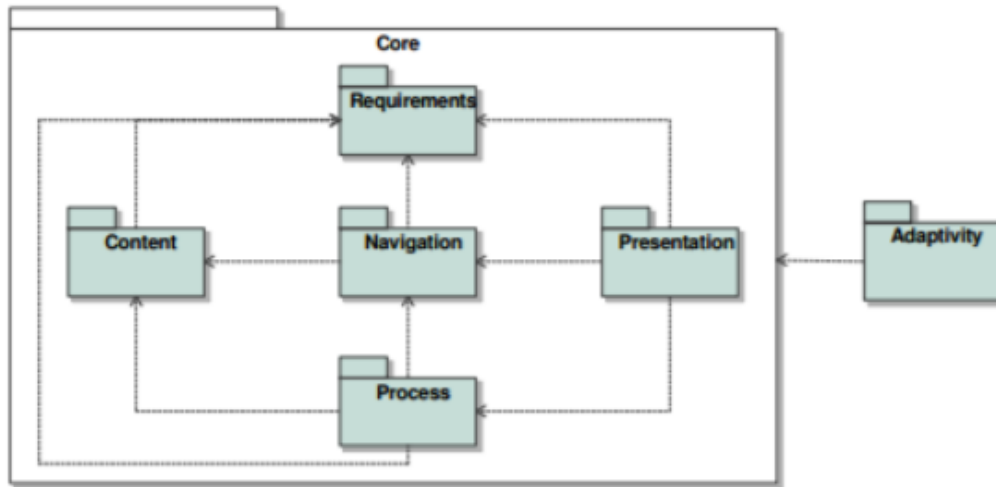 Core
Requirements
Content
Navigation
Presentation
Adaptivity
Process